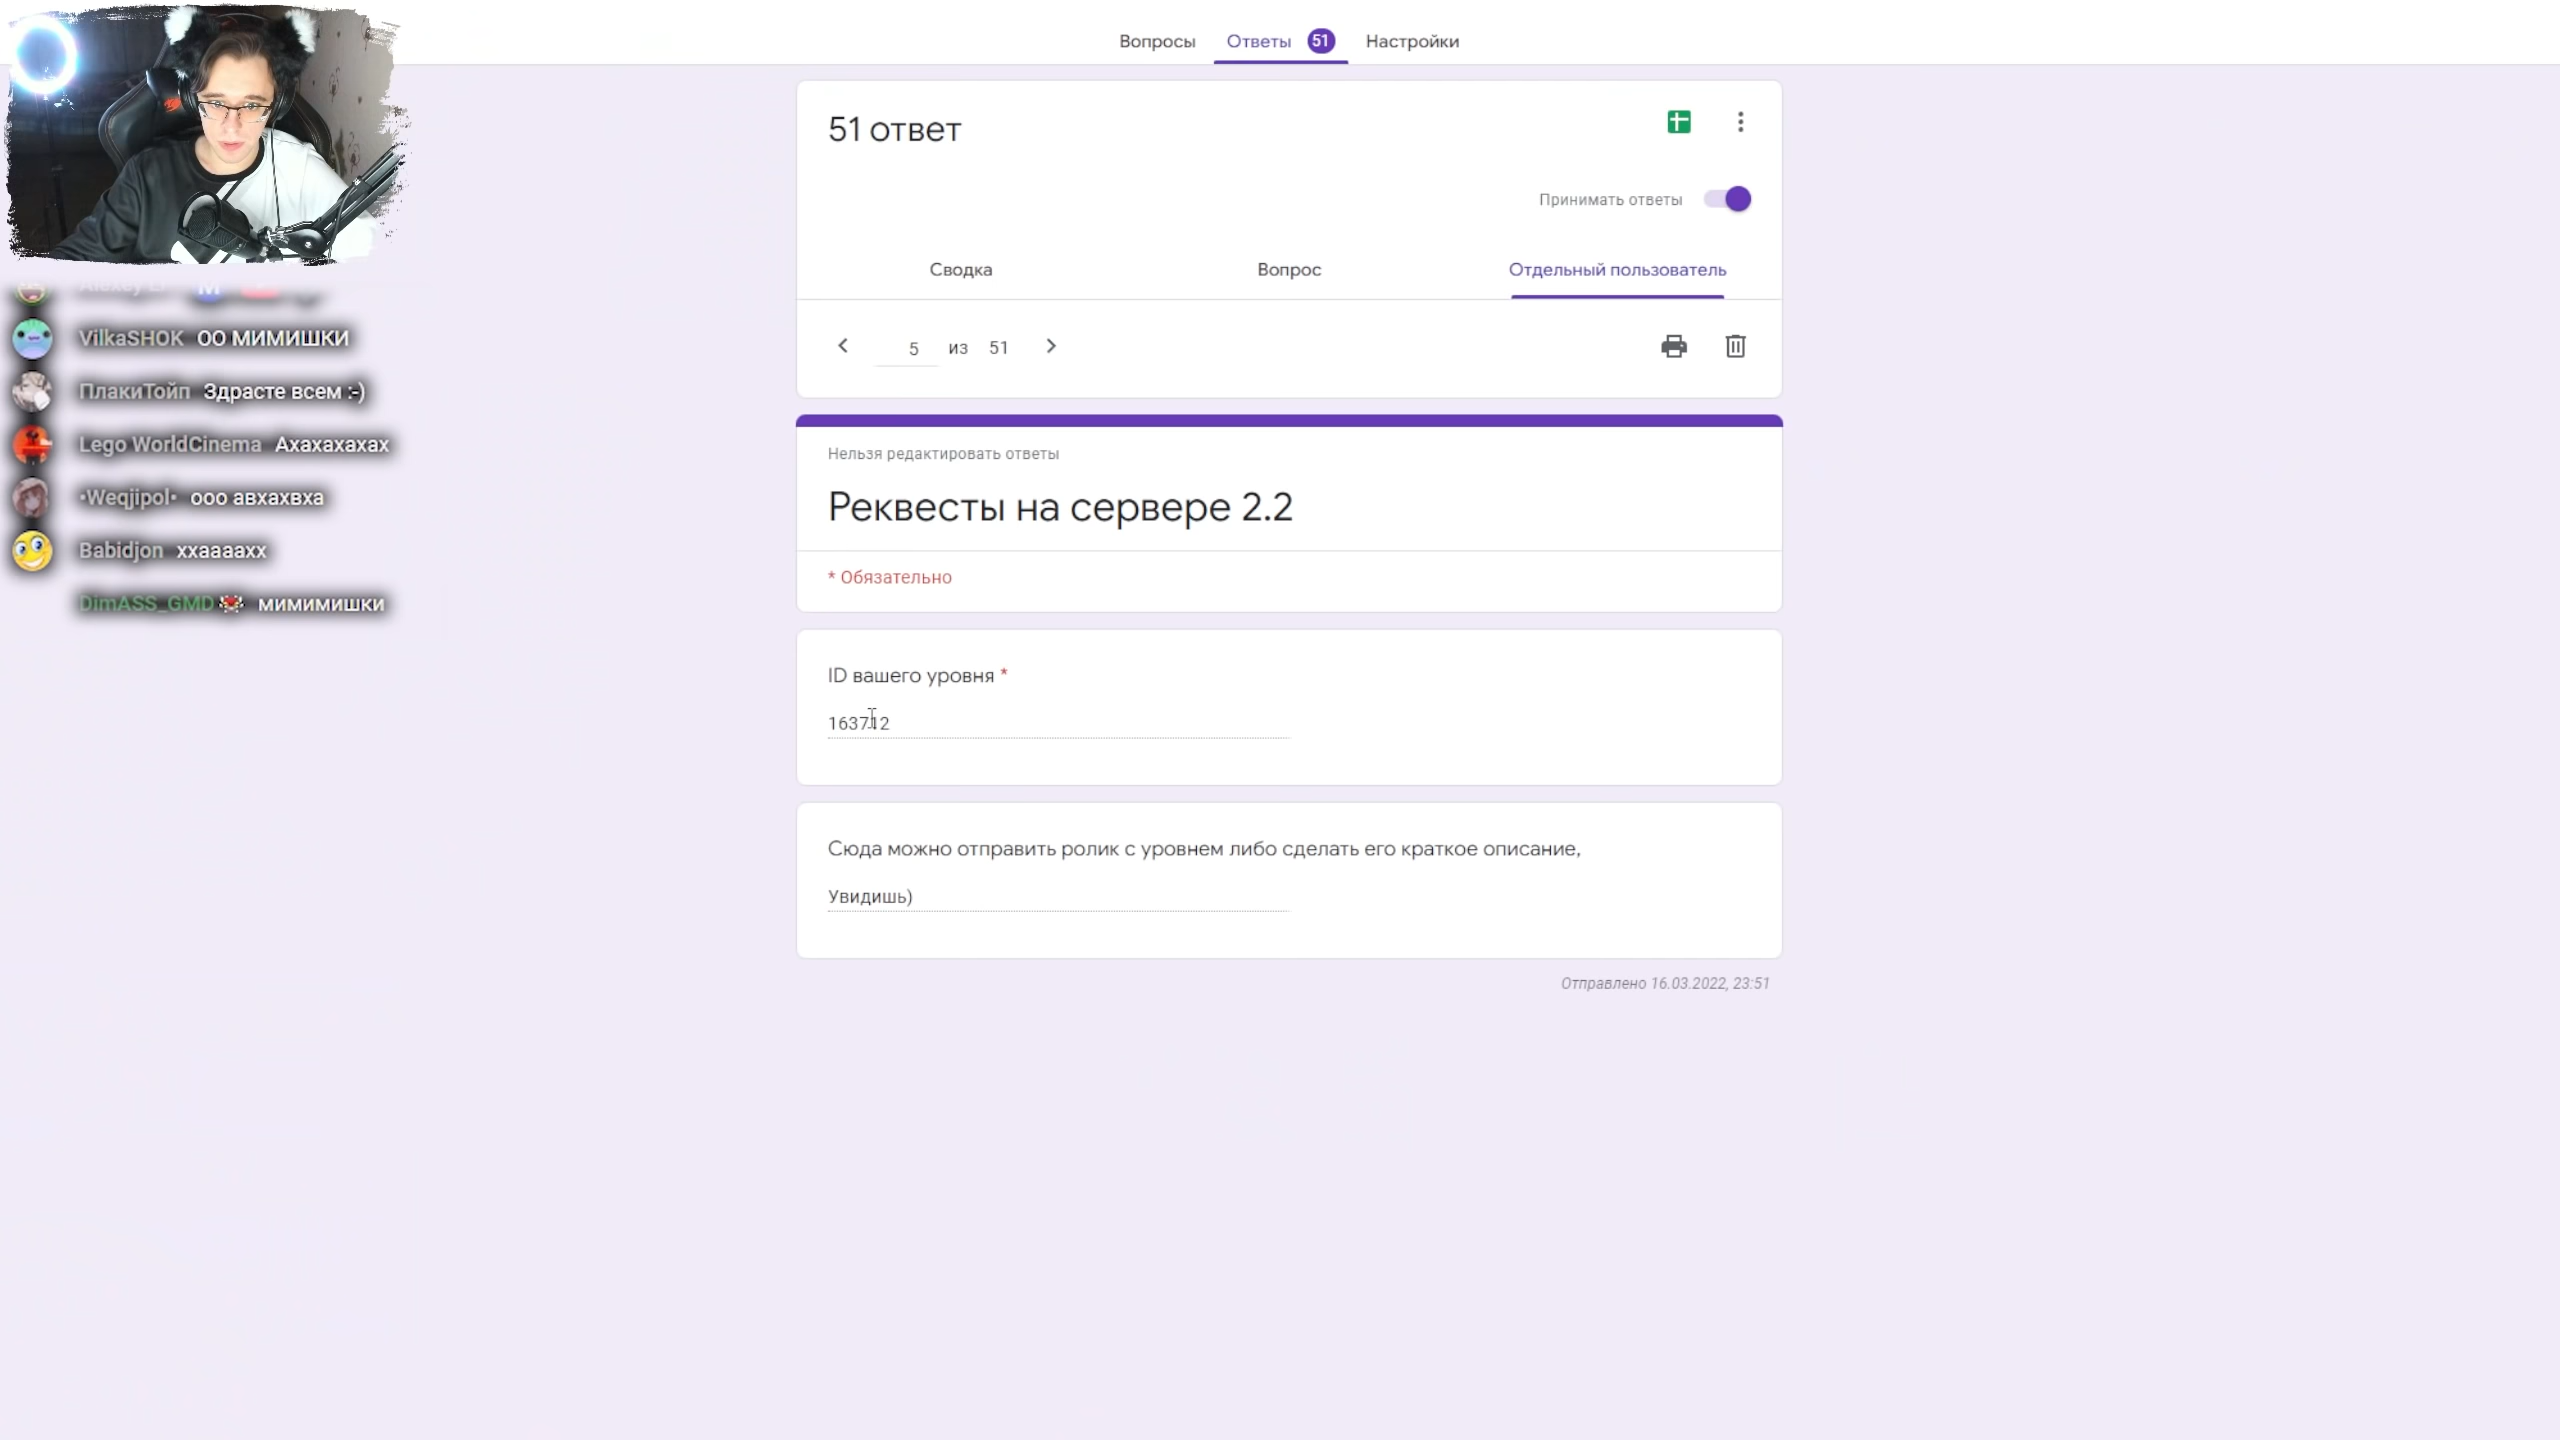 Вопросы Ответы 51 Настройки
51 ответ
Принимать ответы
Сводка Вопрос Отдельный пользователь
5 из 51
Нельзя редактировать ответы
Реквесты на сервере 2.2
* Обязательно
ID вашего уровня *
163712
Сюда можно отправить ролик с уровнем либо сделать его краткое описание,
Увидишь)
Отправлено 16.03.2022, 23:51
VilkaSHOK ОО МИМИШКИ
ПлакиТойп Здрасте всем :-)
Lego WorldCinema Ахахахахах
•Weqjipol• ооо авхахвха
Babidjon ххаааахх
DimASS_GMD мимимишки